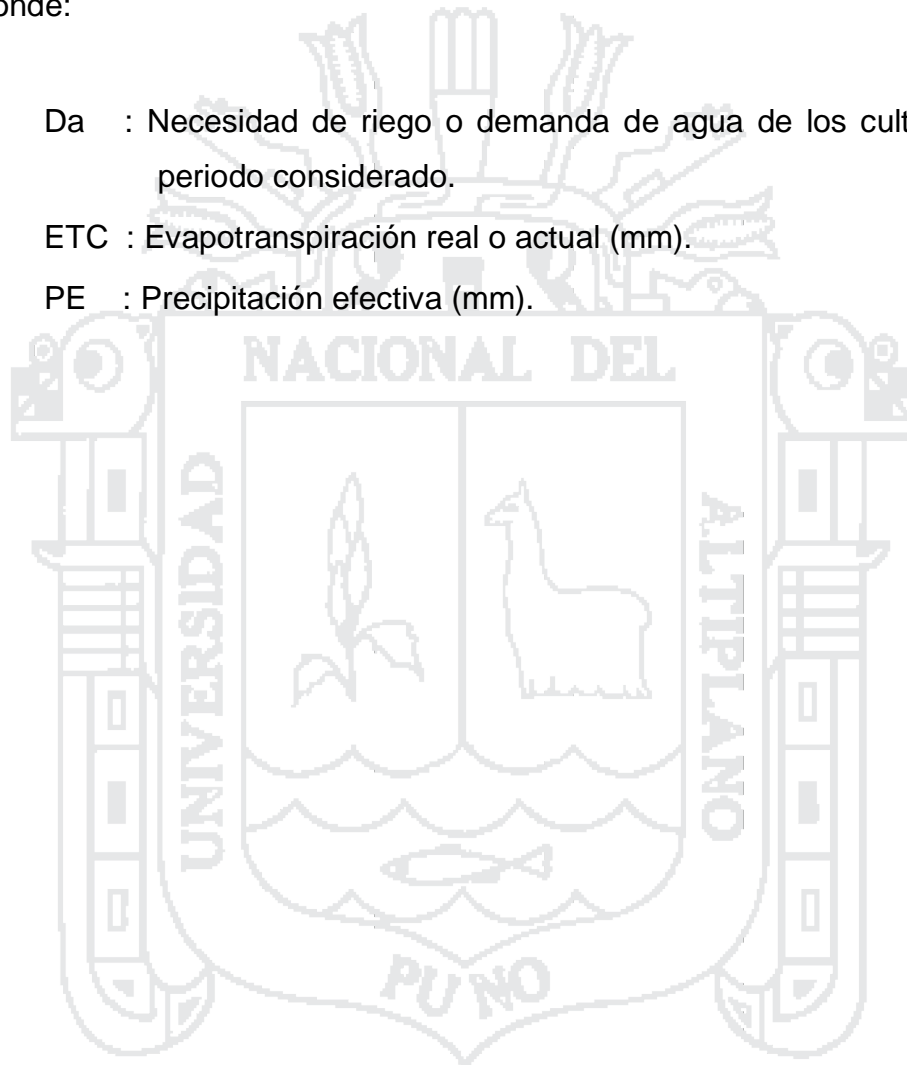 onde:
Da : Necesidad de riego o demanda de agua de los cult
periodo considerado.
ETC : Evapotranspiración real o actual (mm).
PE : Precipitación efectiva (mm).
NACIONAL DEL
UNIVERSIDAD
ALTIPLANO
PUNO